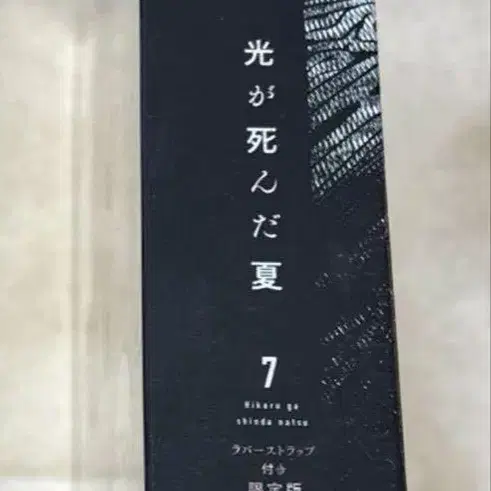 光が死んだ夏
7
Hikaru ga
shinda natsu
ラバーストラップ
付き
限定版